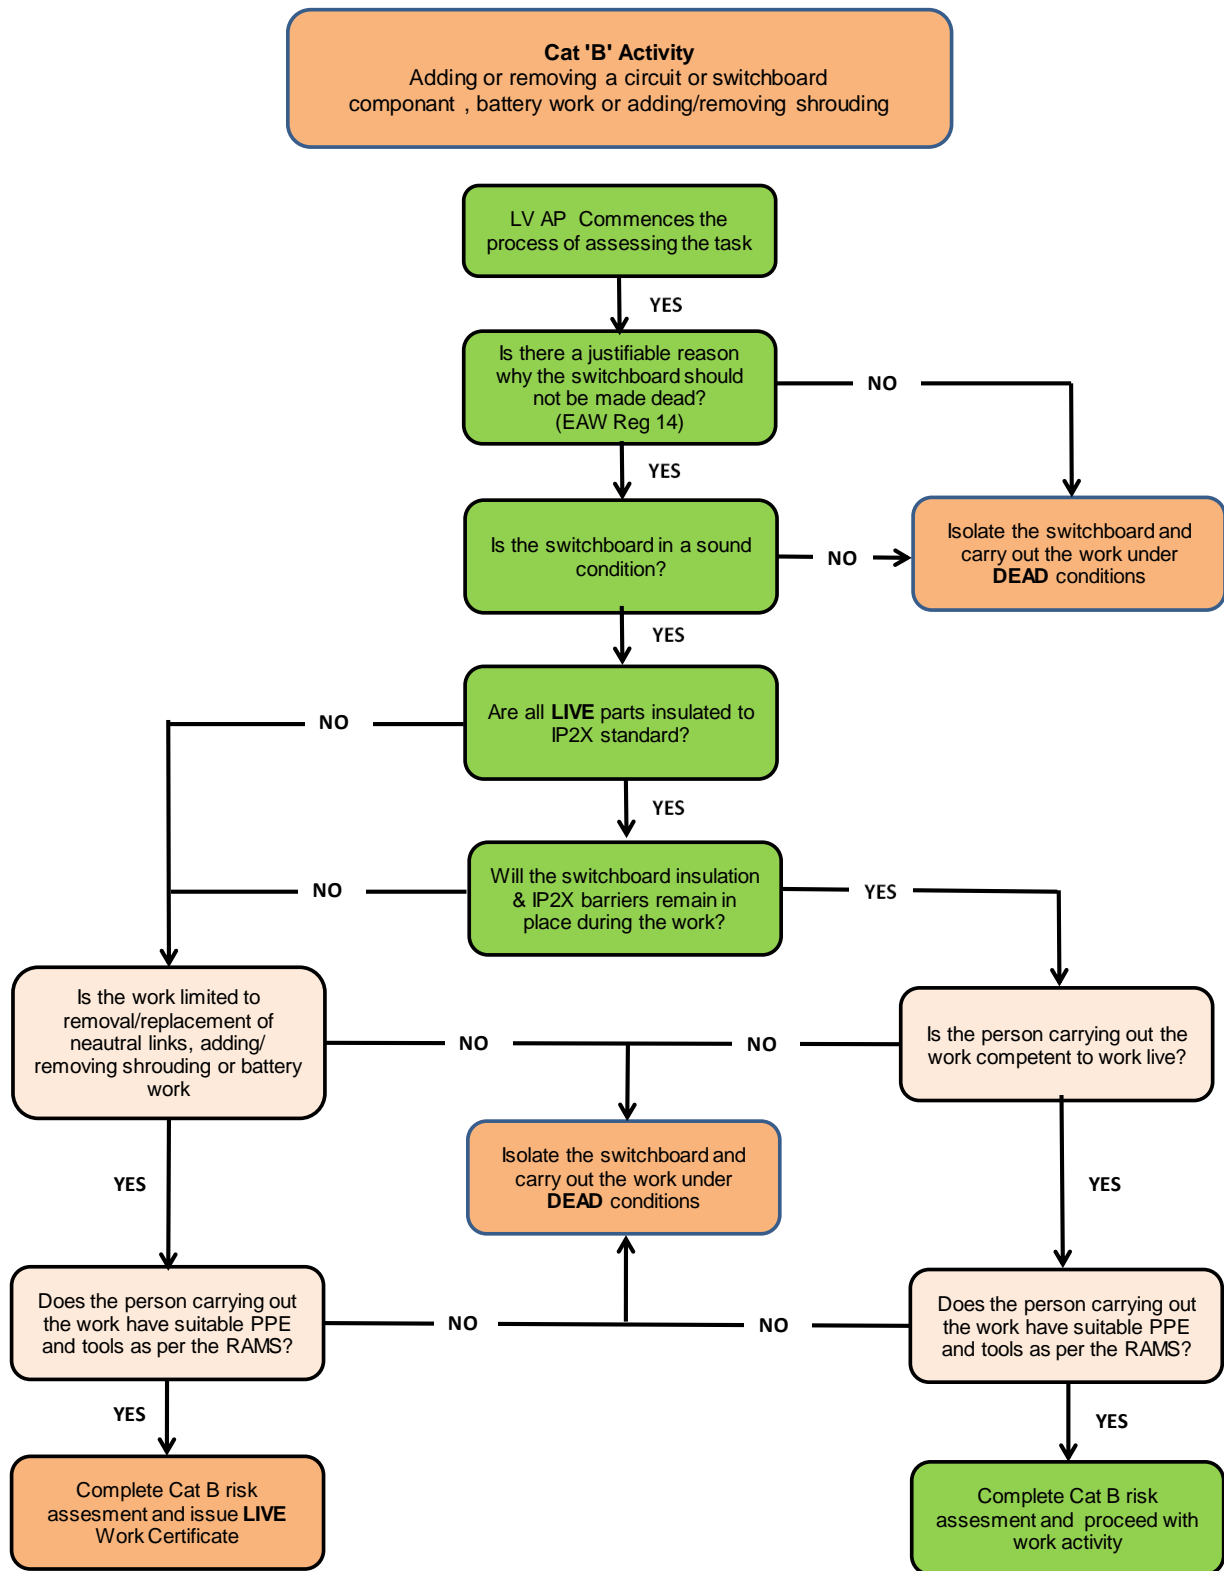 Cat 'B' Activity
Adding or removing a circuit or switchboard
componant , battery work or adding/removing shrouding
LV AP Commences the
process of assessing the task
YES
Is there a justifiable reason
why the switchboard should
not be made dead?
(EAW Reg 14)
NO
YES
Is the switchboard in a sound
condition?
NO
Isolate the switchboard and
carry out the work under
DEAD conditions
YES
Are all LIVE parts insulated to
IP2X standard?
NO
YES
Will the switchboard insulation
& IP2X barriers remain in
place during the work?
NO
YES
Is the work limited to
removal/replacement of
neautral links, adding/
removing shrouding or battery
work
NO
NO
Is the person carrying out the
work competent to work live?
Isolate the switchboard and
carry out the work under
DEAD conditions
YES
YES
Does the person carrying out
the work have suitable PPE
and tools as per the RAMS?
NO
NO
Does the person carrying out
the work have suitable PPE
and tools as per the RAMS?
YES
YES
Complete Cat B risk
assesment and issue LIVE
Work Certificate
Complete Cat B risk
assesment and proceed with
work activity